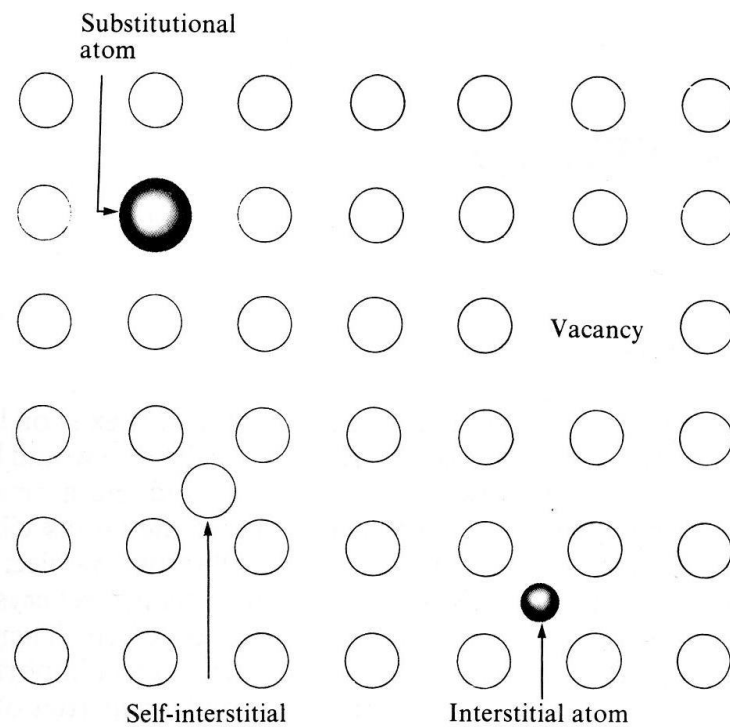 Substitutional
atom
Vacancy
Self-interstitial
Interstitial atom